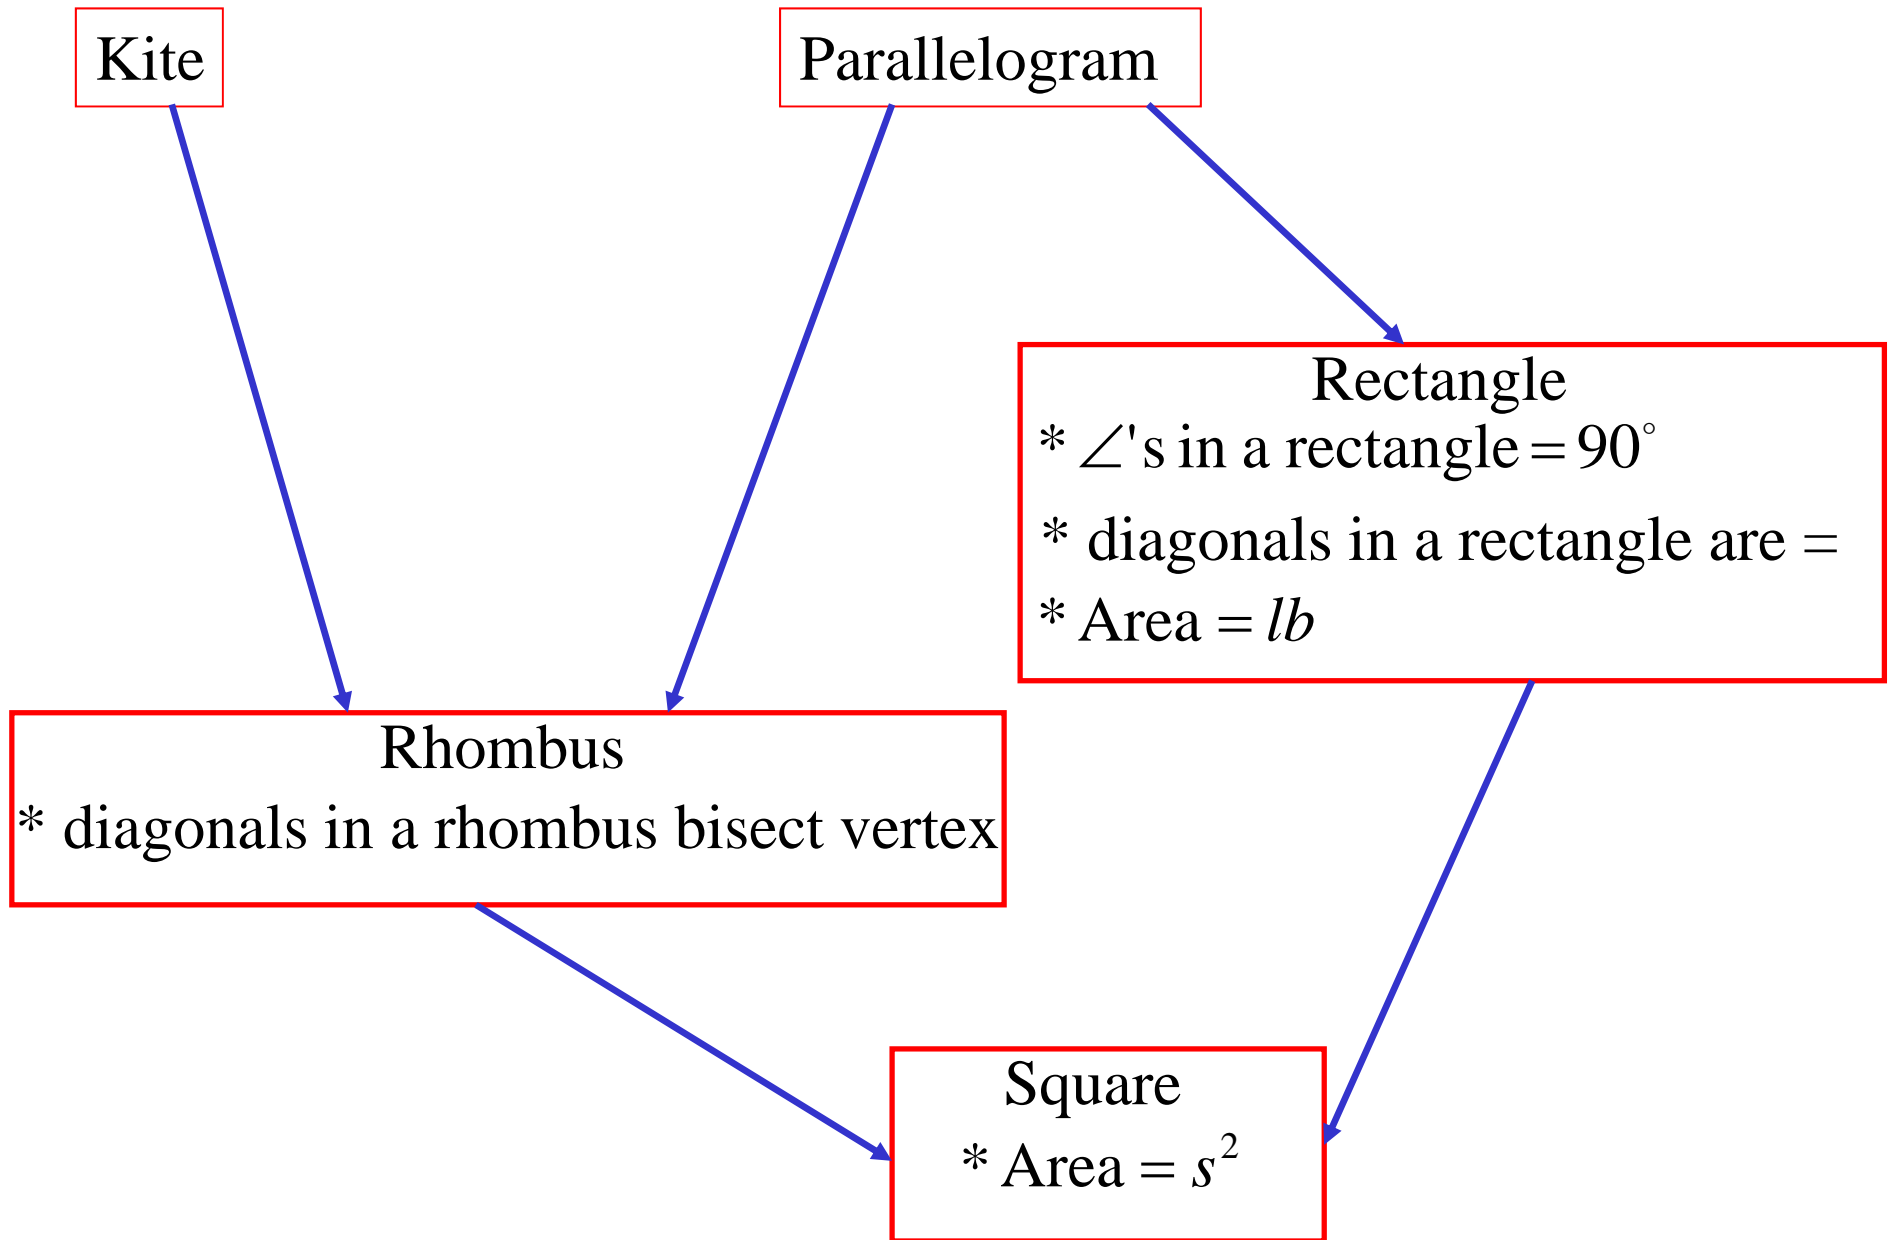 Kite
Parallelogram
Rectangle
* ∠'s in a rectangle = 90°
* diagonals in a rectangle are =
* Area = lb
Rhombus
* diagonals in a rhombus bisect vertex
Square
* Area = s²